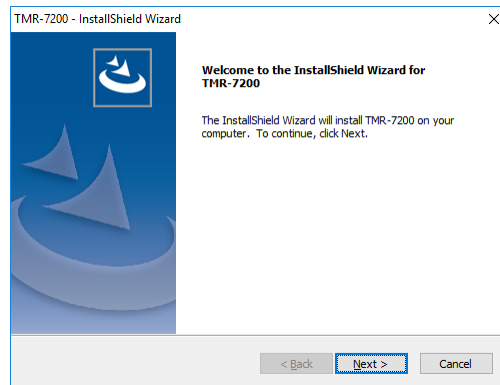 TMR-7200 - InstallShield Wizard
Welcome to the InstallShield Wizard for
TMR-7200
The InstallShield Wizard will install TMR-7200 on your
computer. To continue, click Next.
< Back
Next >
Cancel